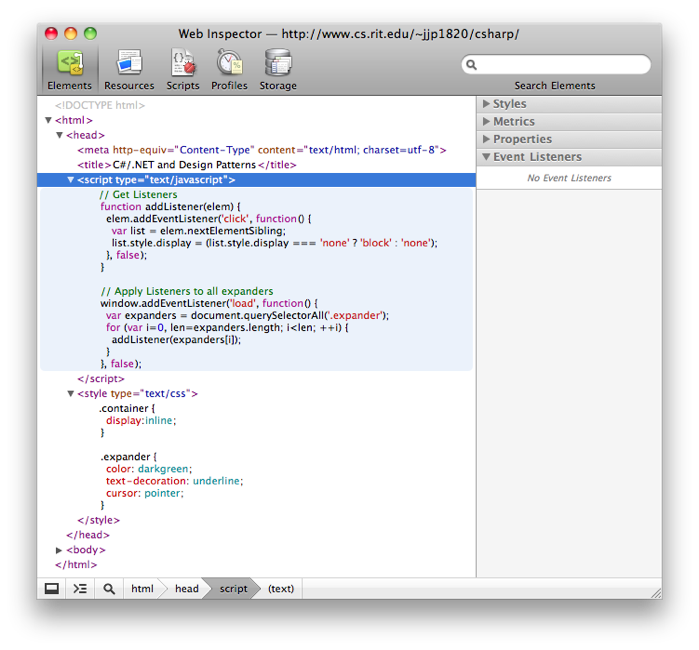 Web Inspector — http://www.cs.rit.edu/~jjp1820/csharp/
Elements Resources Scripts Profiles Storage Search Elements
<!DOCTYPE html>
<html>
<head>
<meta http-equiv="Content-Type" content="text/html; charset=utf-8">
<title>C#/.NET and Design Patterns</title>
<script type="text/javascript">
// Get Listeners
function addListener(elem) {
elem.addEventListener('click', function() {
var list = elem.nextElementSibling;
list.style.display = (list.style.display === 'none' ? 'block' : 'none');
}, false);
}
// Apply Listeners to all expanders
window.addEventListener('load', function() {
var expanders = document.querySelectorAll('.expander');
for (var i=0, len=expanders.length; i<len; ++i) {
addListener(expanders[i]);
}
}, false);
</script>
<style type="text/css">
.container {
display:inline;
}
.expander {
color: darkgreen;
text-decoration: underline;
cursor: pointer;
}
</style>
</head>
<body>
</html>
Styles
Metrics
Properties
Event Listeners
No Event Listeners
html head script (text)